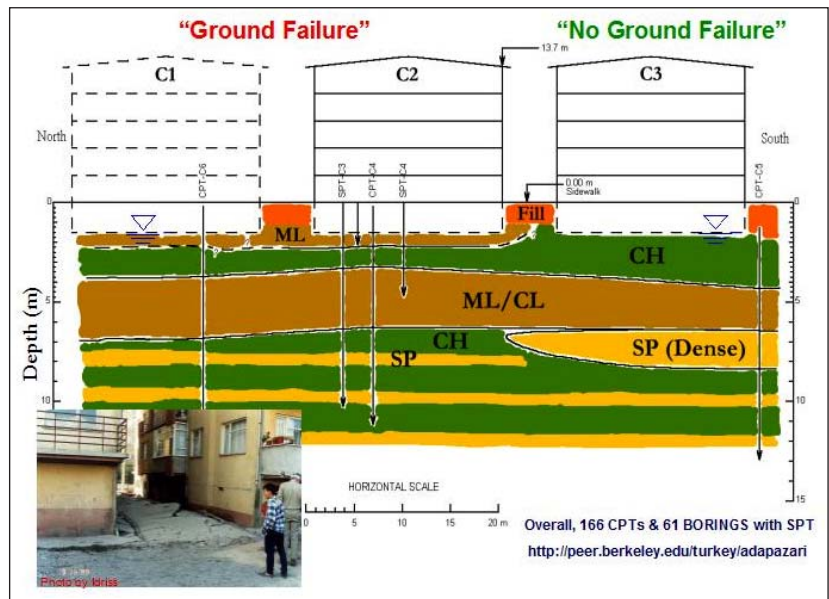 “Ground Failure”
“No Ground Failure”
13.7 m
C1
C2
C3
North
South
CPT-C6
SPT-C3
CPT-C4
SPT-C4
CPT-C5
0.00 m
Sidewalk
0
0
Fill
ML
CH
ML/CL
5
5
CH
SP
SP (Dense)
10
10
15
Depth (m)
HORIZONTAL SCALE
0
5
10
20 m
Overall, 166 CPTs & 61 BORINGS with SPT
http://peer.berkeley.edu/turkey/adapazari
Photo by Idriss